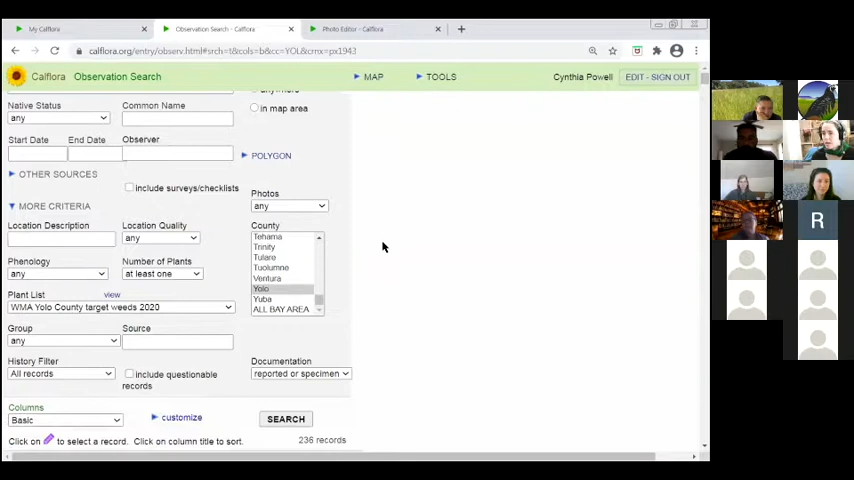 My Calflora
Observation Search - Calflora
Photo Editor - Calflora
calflora.org/entry/observ.html#srch=t&cols=b&cc=YOL&crnx=px1943
Calflora Observation Search
MAP
TOOLS
Cynthia Powell
EDIT - SIGN OUT
anywhere
Native Status
Common Name
in map area
any
Start Date
End Date
Observer
POLYGON
OTHER SOURCES
include surveys/checklists
Photos
MORE CRITERIA
any
Location Description
Location Quality
County
any
Tehama
Trinity
Tulare
Tuolumne
Ventura
Yolo
Yuba
ALL BAY AREA
Phenology
Number of Plants
any
at least one
Plant List
view
WMA Yolo County target weeds 2020
Group
Source
any
History Filter
Documentation
All records
include questionable
records
reported or specimen
Columns
Basic
customize
SEARCH
Click on to select a record. Click on column title to sort.
236 records
R